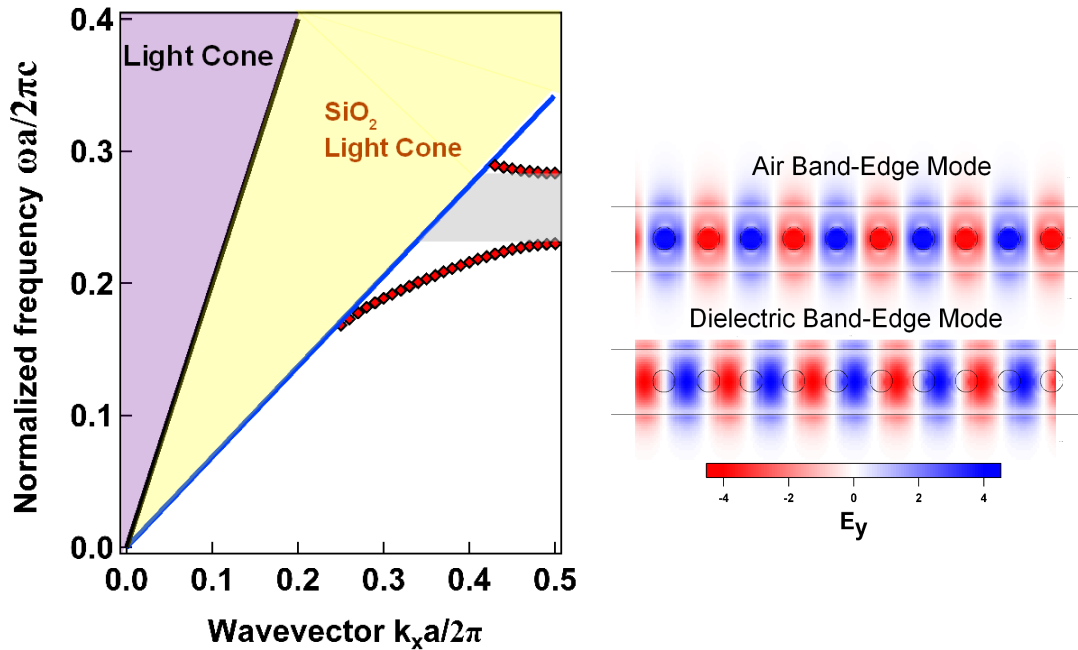 Normalized frequency ωa/2πc
0.4
0.3
0.2
0.1
0.0
Light Cone
SiO₂
Light Cone
0.0 0.1 0.2 0.3 0.4 0.5
Wavevector kₓa/2π
Air Band-Edge Mode
Dielectric Band-Edge Mode
-4 -2 0 2 4
E_y